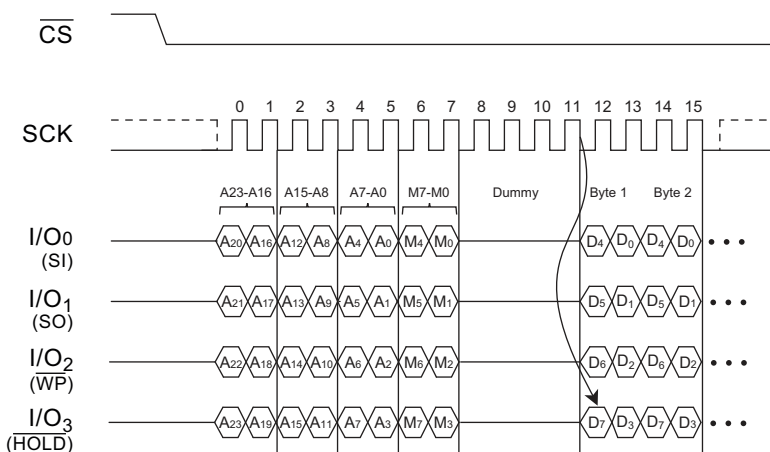 CS
0 1 2 3 4 5 6 7 8 9 10 11 12 13 14 15
SCK
A23-A16 A15-A8 A7-A0 M7-M0 Dummy Byte 1 Byte 2
I/O0 A20 A16 A12 A8 A4 A0 M4 M0 D4 D0 D4 D0
(SI)
I/O1 A21 A17 A13 A9 A5 A1 M5 M1 D5 D1 D5 D1
(SO)
I/O2 A22 A18 A14 A10 A6 A2 M6 M2 D6 D2 D6 D2
(WP)
I/O3 A23 A19 A15 A11 A7 A3 M7 M3 D7 D3 D7 D3
(HOLD)